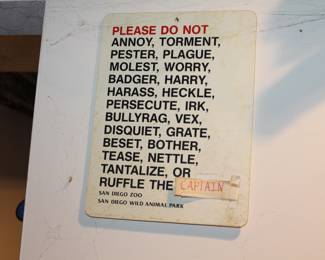 PLEASE DO NOT
ANNOY, TORMENT,
PESTER, PLAGUE,
MOLEST, WORRY,
BADGER, HARRY,
HARASS, HECKLE,
PERSECUTE, IRK,
BULLYRAG, VEX,
DISQUIET, GRATE,
BESET, BOTHER,
TEASE, NETTLE,
TANTALIZE, OR
RUFFLE THE CAPTAIN
SAN DIEGO ZOO
SAN DIEGO WILD ANIMAL PARK